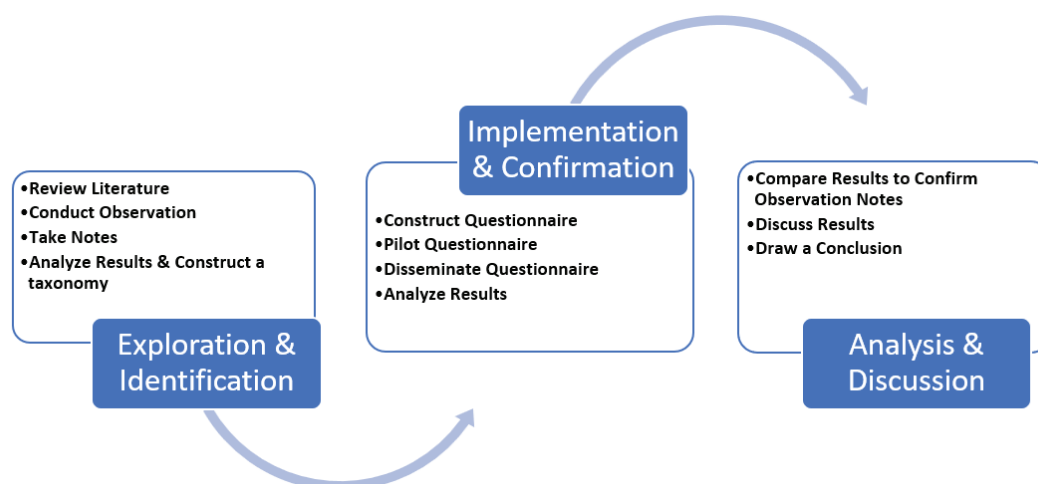 •Review Literature
•Conduct Observation
•Take Notes
•Analyze Results & Construct a
taxonomy
Exploration &
Identification
Implementation
& Confirmation
•Construct Questionnaire
•Pilot Questionnaire
•Disseminate Questionnaire
•Analyze Results
•Compare Results to Confirm
Observation Notes
•Discuss Results
•Draw a Conclusion
Analysis &
Discussion